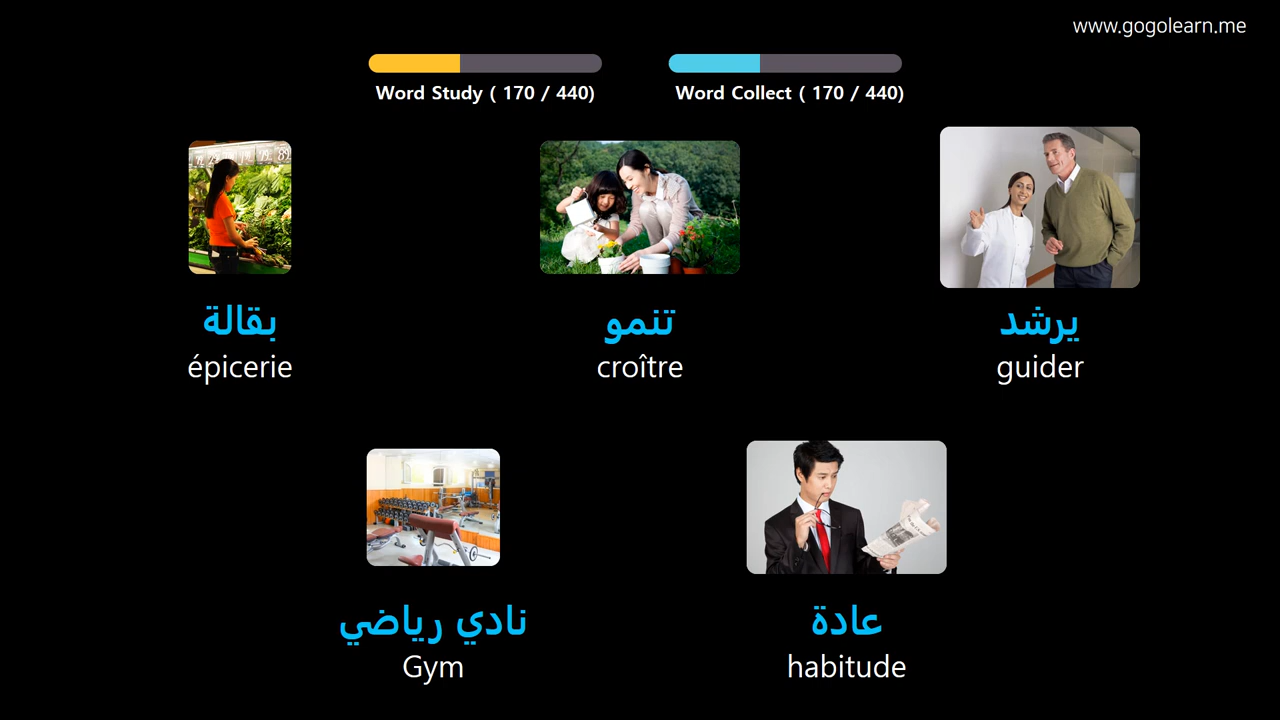 www.gogolearn.me
Word Study ( 170 / 440)
Word Collect ( 170 / 440)
بقالة
épicerie
تنمو
croître
يرشد
guider
نادي رياضي
Gym
عادة
habitude